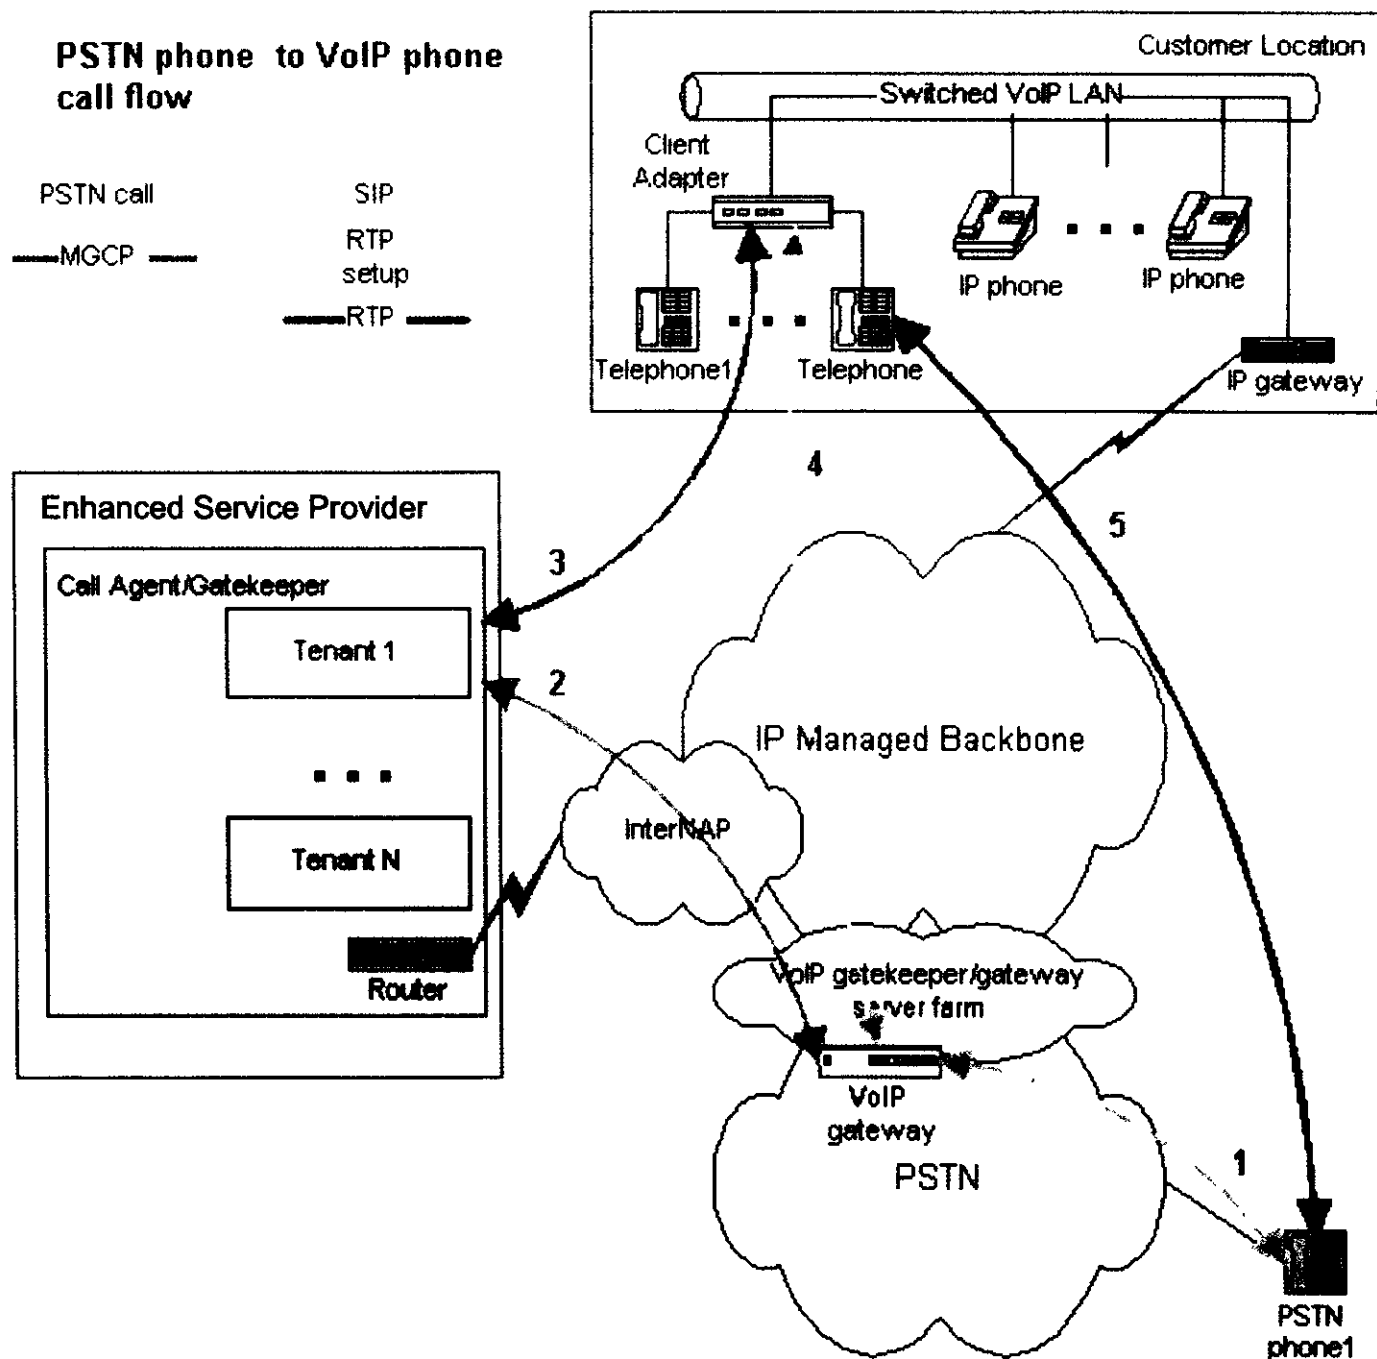 PSTN phone to VoIP phone
call flow
PSTN call
SIP
MGCP
RTP
setup
RTP
Customer Location
Switched VoIP LAN
Client
Adapter
IP phone
IP phone
Telephone1
Telephone
IP gateway
4
5
Enhanced Service Provider
3
Call Agent/Gatekeeper
Tenant 1
2
IP Managed Backbone
InterNAP
Tenant N
Router
VoIP gatekeeper/gateway
server farm
VoIP
gateway
PSTN
1
PSTN
phone1